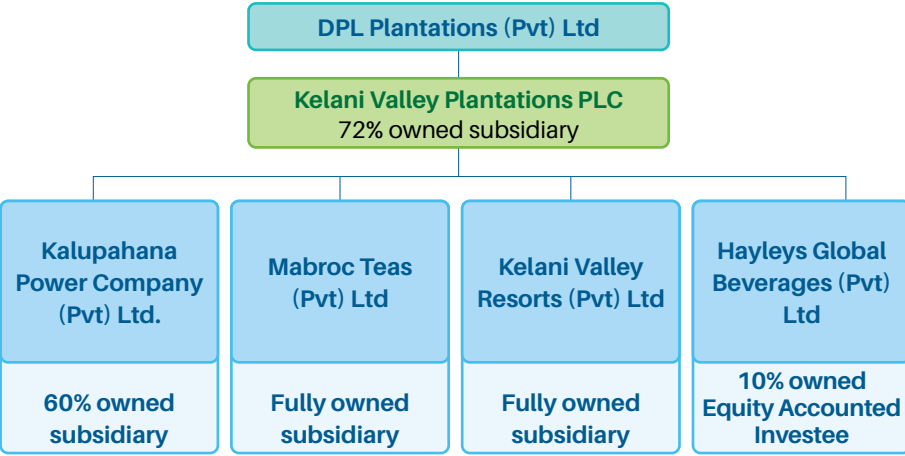 DPL Plantations (Pvt) Ltd
Kelani Valley Plantations PLC
72% owned subsidiary
Kalupahana
Power Company
(Pvt) Ltd.
60% owned
subsidiary
Mabroc Teas
(Pvt) Ltd
Fully owned
subsidiary
Kelani Valley
Resorts (Pvt) Ltd
Fully owned
subsidiary
Hayleys Global
Beverages (Pvt)
Ltd
10% owned
Equity Accounted
Investee